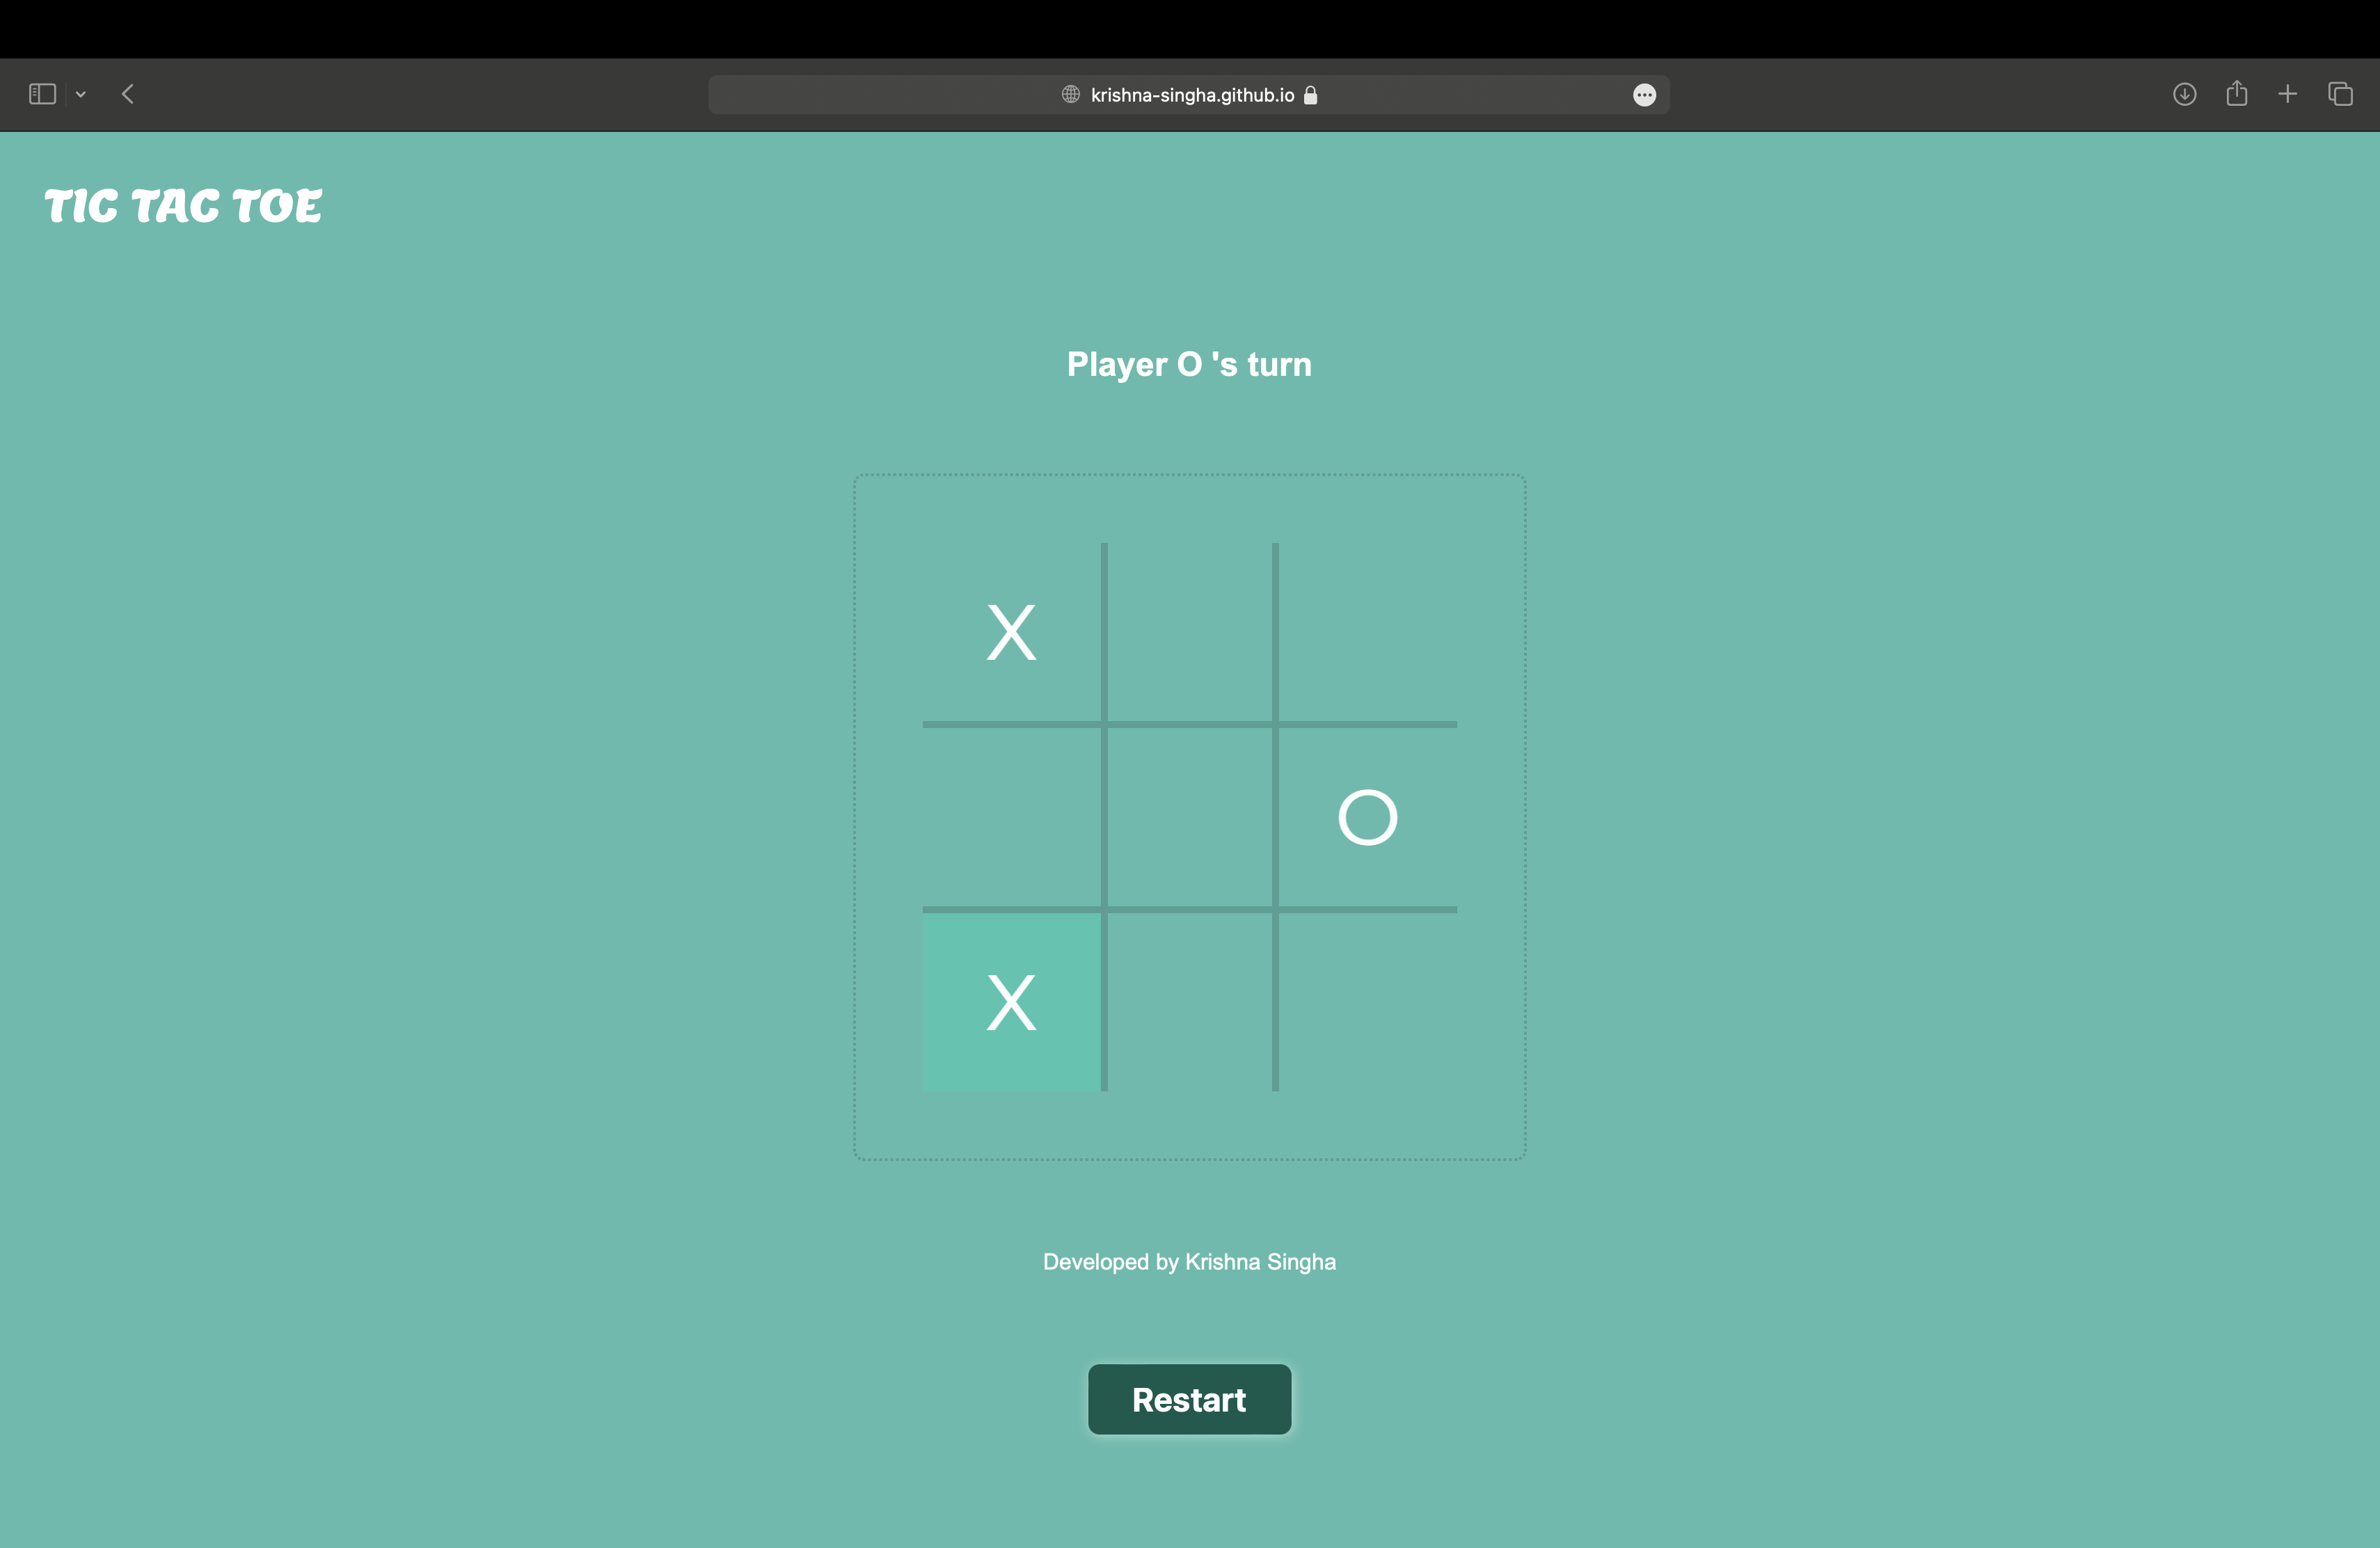 krishna-singha.github.io
TIC TAC TOE
Player O 's turn
X
O
X
Developed by Krishna Singha
Restart